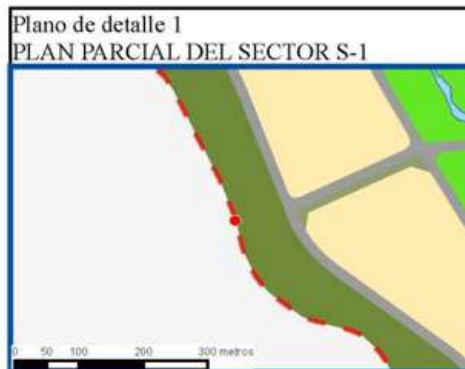 Plano de detalle 1
PLAN PARCIAL DEL SECTOR S-1
0 50 100 200 300 metros